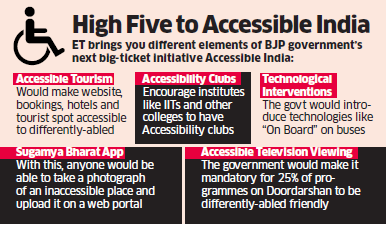 High Five to Accessible India
ET brings you different elements of BJP government's
next big-ticket initiative Accessible India:
Accessible Tourism
Would make website,
bookings, hotels and
tourist spot accessible
to differently-abled
Accessibility Clubs
Encourage institutes
like IITs and other
colleges to have
Accessibility clubs
Technological
Interventions
The govt would intro-
duce technologies like
"On Board" on buses
Sugamya Bharat App
With this, anyone would be
able to take a photograph
of an inaccessible place and
upload it on a web portal
Accessible Television Viewing
The government would make it
mandatory for 25% of pro-
grammes on Doordarshan to be
differently-abled friendly